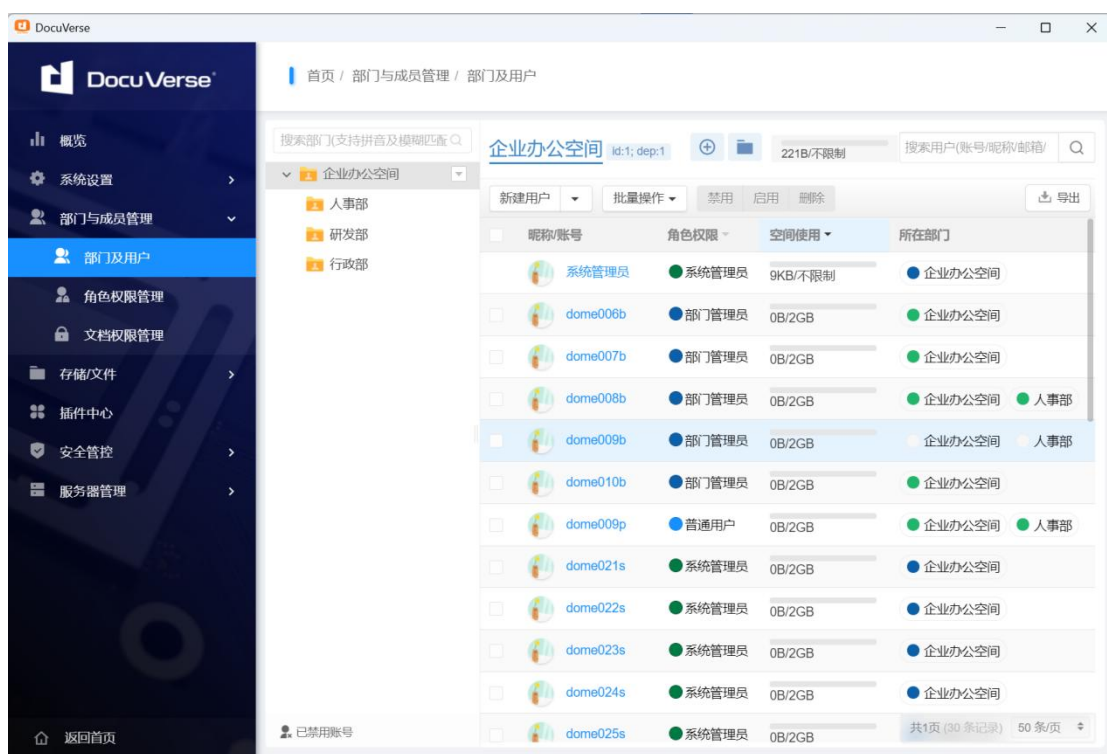 DocuVerse
DocuVerse
首页 / 部门与成员管理 / 部门及用户
概览
系统设置
部门与成员管理
部门及用户
角色权限管理
文档权限管理
存储/文件
插件中心
安全管控
服务器管理
返回首页
搜索部门(支持拼音及模糊匹配
企业办公空间
人事部
研发部
行政部
已禁用账号
企业办公空间 id:1; dep:1 221B/不限制 搜索用户(账号/昵称/邮箱/
新建用户 批量操作 禁用 启用 删除 导出
昵称/账号 角色权限 空间使用 所在部门
系统管理员 系统管理员 9KB/不限制 企业办公空间
dome006b 部门管理员 0B/2GB 企业办公空间
dome007b 部门管理员 0B/2GB 企业办公空间
dome008b 部门管理员 0B/2GB 企业办公空间 人事部
dome009b 部门管理员 0B/2GB 企业办公空间 人事部
dome010b 部门管理员 0B/2GB 企业办公空间
dome009p 普通用户 0B/2GB 企业办公空间 人事部
dome021s 系统管理员 0B/2GB 企业办公空间
dome022s 系统管理员 0B/2GB 企业办公空间
dome023s 系统管理员 0B/2GB 企业办公空间
dome024s 系统管理员 0B/2GB 企业办公空间
dome025s 系统管理员 0B/2GB
共1页 (30 条记录) 50 条/页